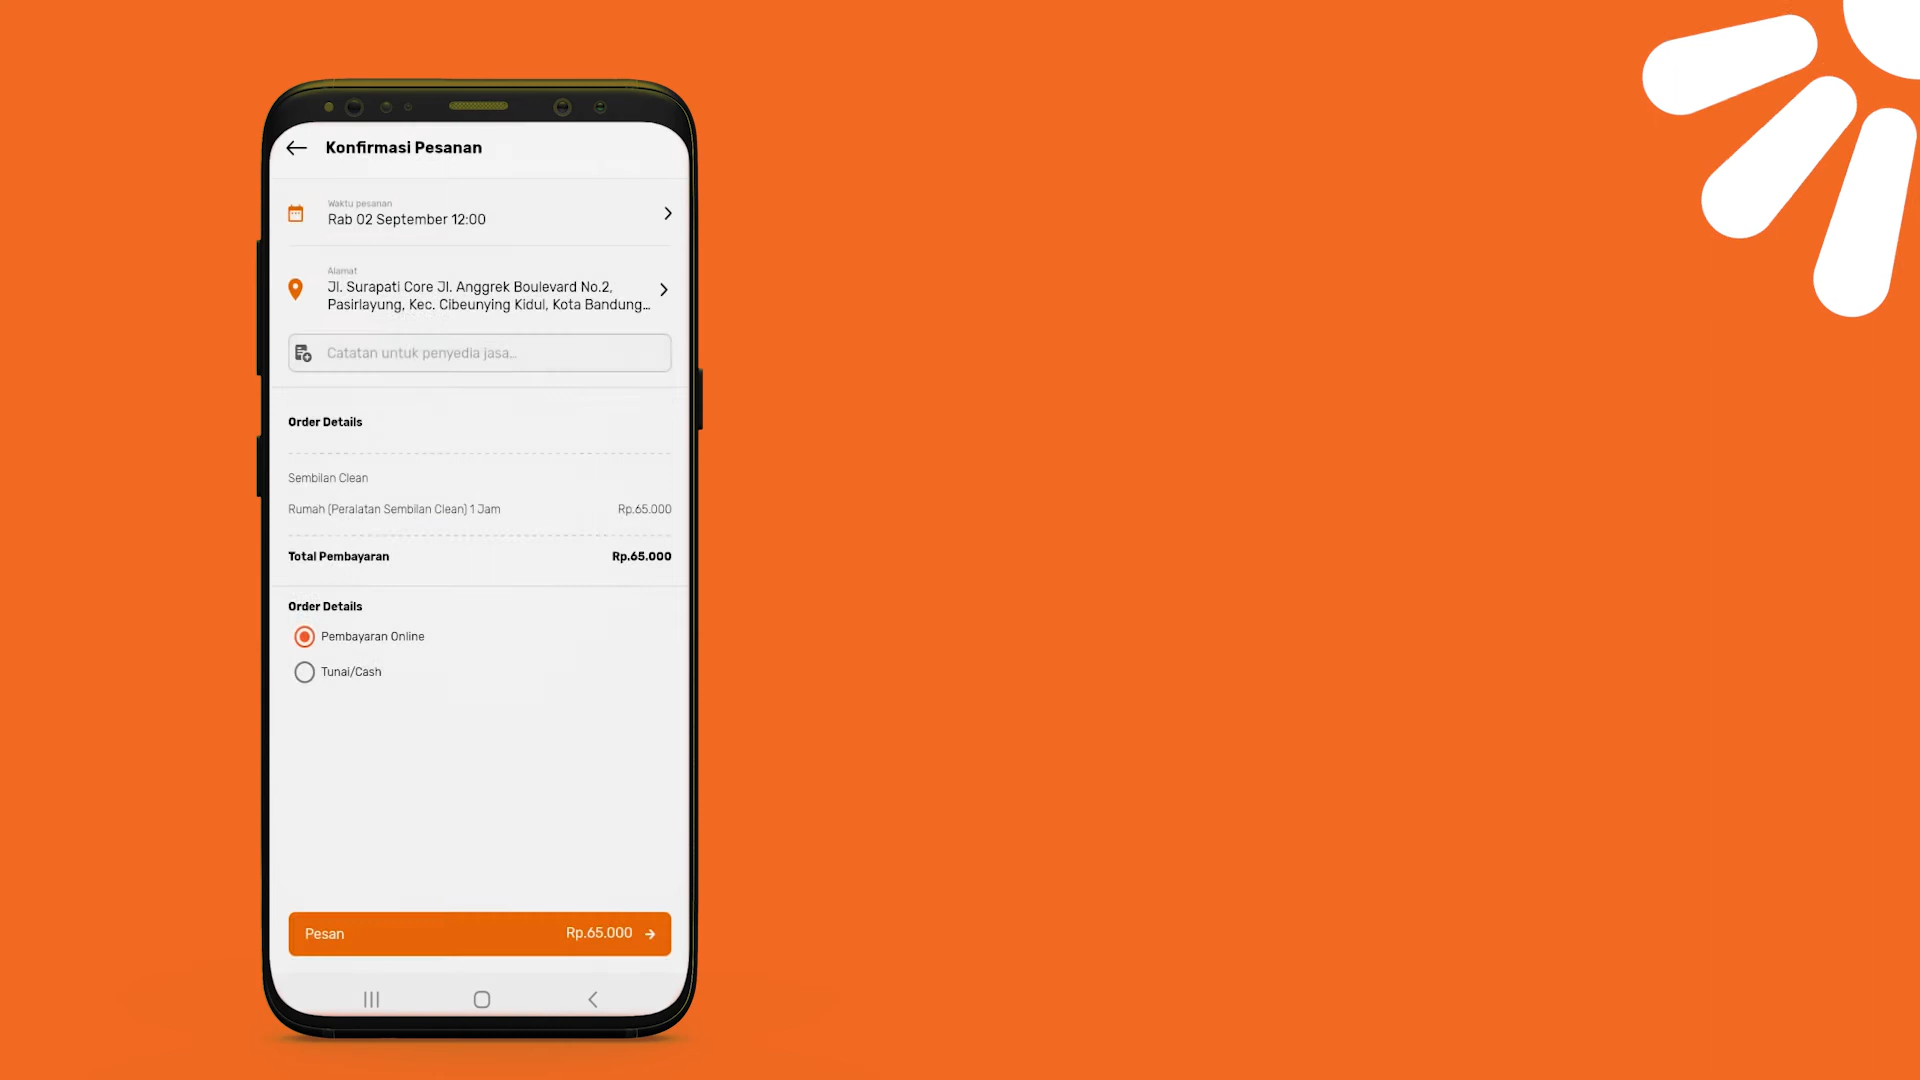 Konfirmasi Pesanan
Waktu pesanan
Rab 02 September 12:00
Alamat
Jl. Surapati Core Jl. Anggrek Boulevard No.2,
Pasirlayung, Kec. Cibeunying Kidul, Kota Bandung...
Catatan untuk penyedia jasa...
Order Details
Sembilan Clean
Rumah (Peralatan Sembilan Clean) 1 Jam Rp.65.000
Total Pembayaran Rp.65.000
Order Details
Pembayaran Online
Tunai/Cash
Pesan Rp.65.000